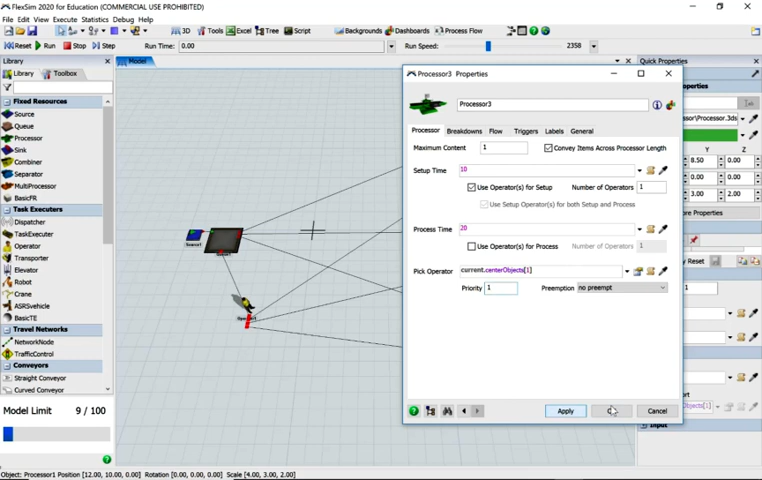 FlexSim 2020 for Education (COMMERCIAL USE PROHIBITED)
File Edit View Execute Statistics Debug Help
3D Tools Excel Tree Script Backgrounds Dashboards Process Flow
Reset Run Stop Step Run Time: 0.00 Run Speed: 2358
Library
Model
Quick Properties
Library Toolbox
Fixed Resources
Source
Queue
Processor
Sink
Combiner
Separator
MultiProcessor
BasicFR
Task Executers
Dispatcher
TaskExecuter
Operator
Transporter
Elevator
Robot
Crane
ASRSvehicle
BasicTE
Travel Networks
NetworkNode
TrafficControl
Conveyors
Straight Conveyor
Curved Conveyor
Model Limit 9 / 100
Processor3 Properties
Processor3
Processor Breakdowns Flow Triggers Labels General
Maximum Content 1 Convey Items Across Processor Length
Setup Time 10
Use Operator(s) for Setup Number of Operators 1
Use Setup Operator(s) for both Setup and Process
Process Time 20
Use Operator(s) for Process Number of Operators 1
Pick Operator current.centerObjects[1]
Priority 1 Preemption no preempt
Apply Cancel
Y Z
8.50 0.00
0.00 0.00
3.00 2.00
Object: Processor1 Position [12.00, 10.00, 0.00] Rotation [0.00, 0.00, 0.00] Scale [4.00, 3.00, 2.00]